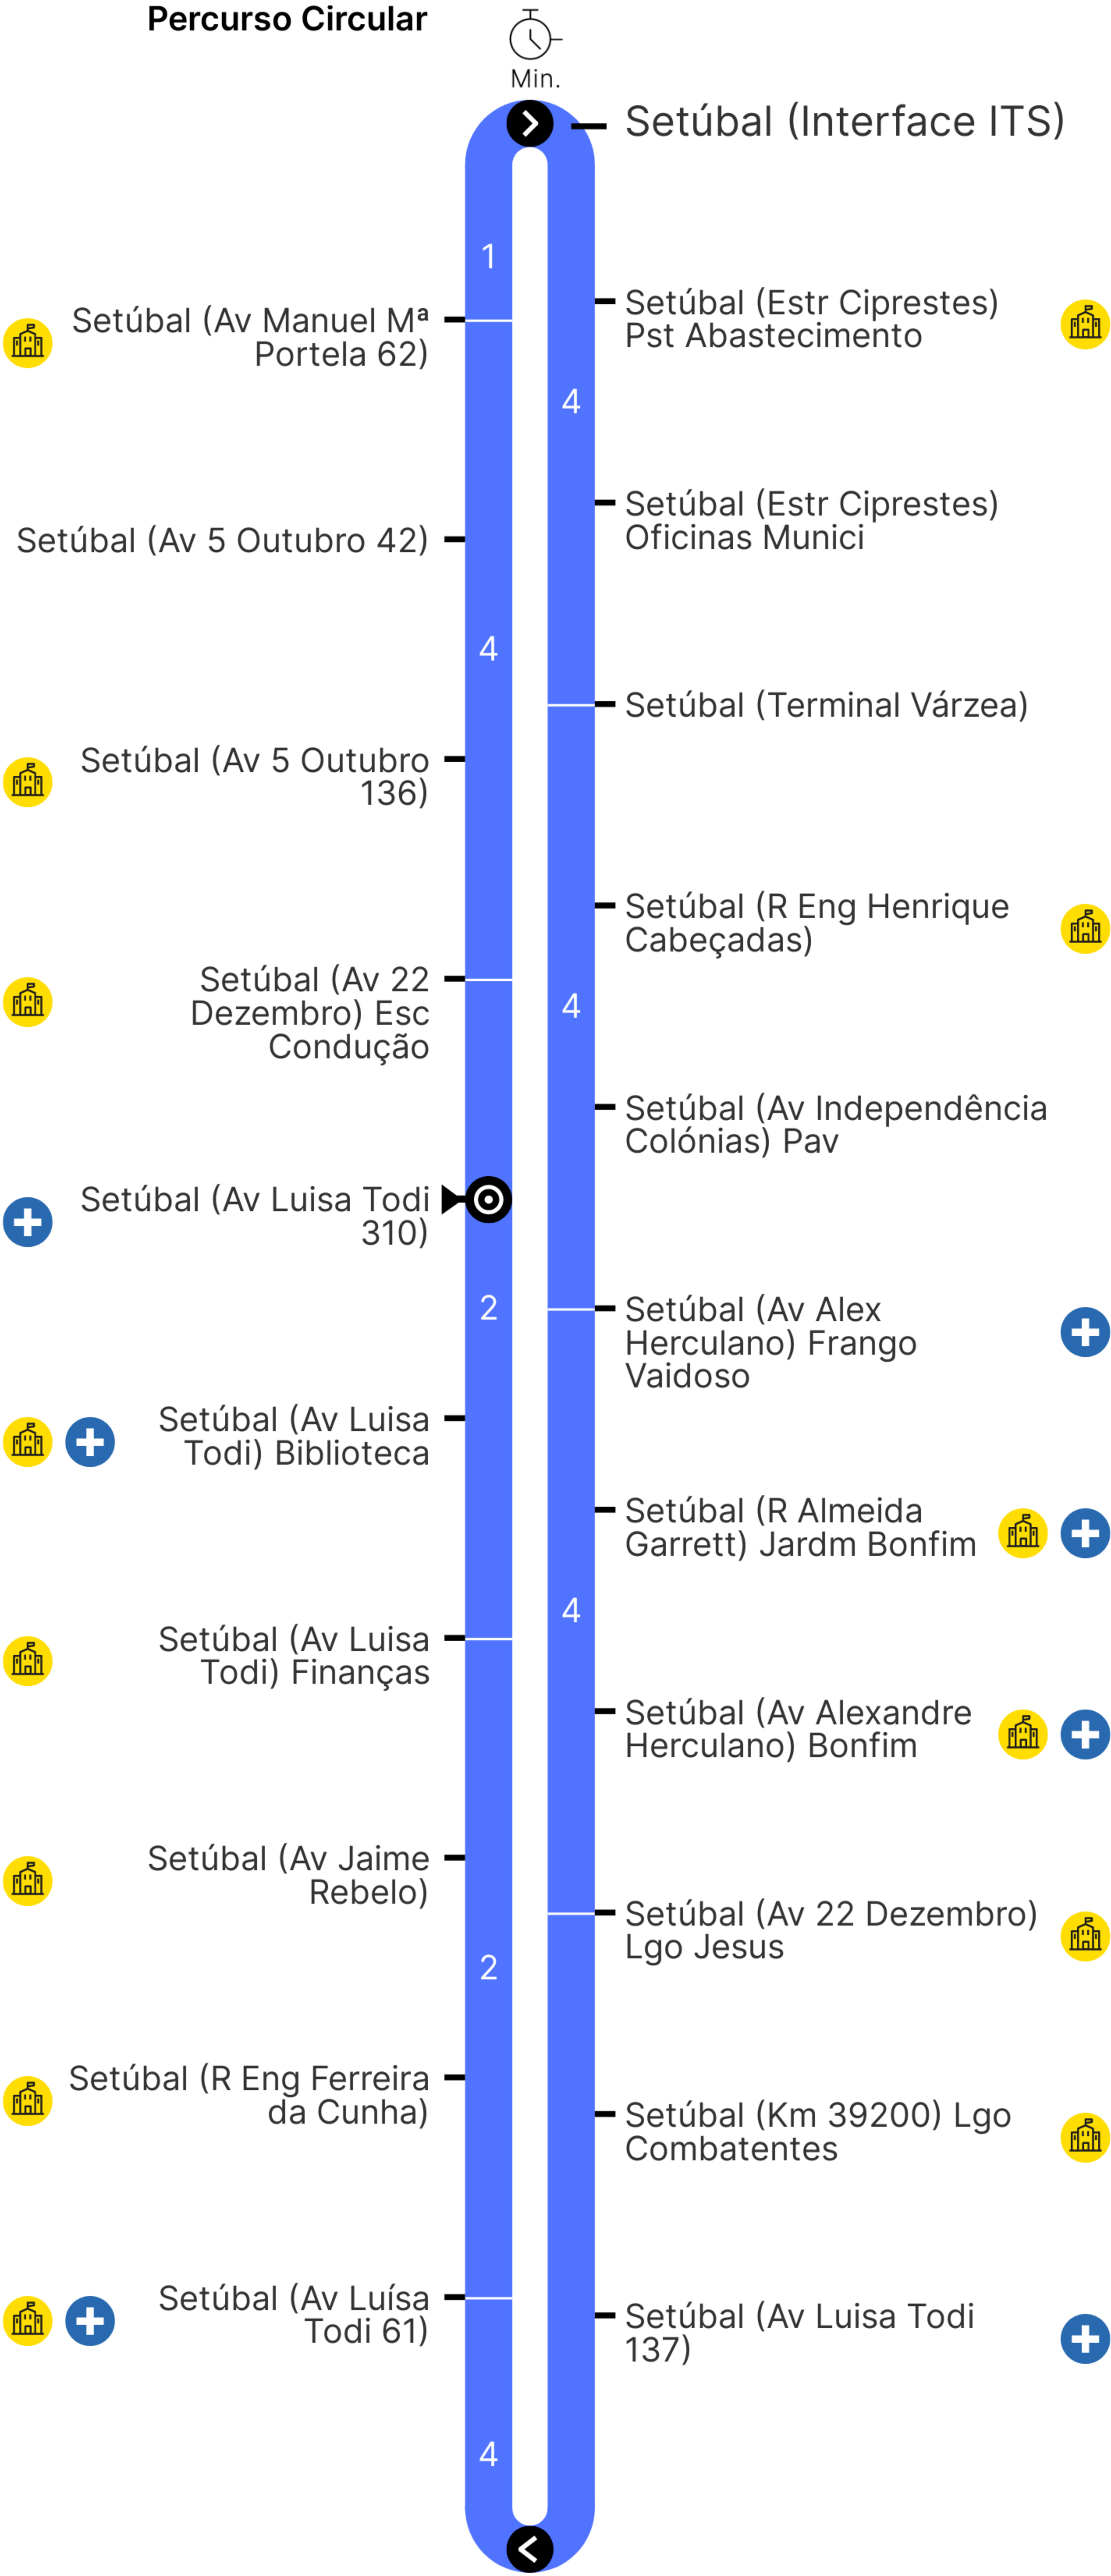 Percurso Circular
Min.
Setúbal (Interface ITS)
1
Setúbal (Av Manuel Mª
Portela 62)
Setúbal (Av 5 Outubro 42)
4
Setúbal (Av 5 Outubro
136)
Setúbal (Av 22
Dezembro) Esc
Condução
Setúbal (Av Luisa Todi
310)
2
Setúbal (Av Luisa
Todi) Biblioteca
Setúbal (Av Luisa
Todi) Finanças
Setúbal (Av Jaime
Rebelo)
2
Setúbal (R Eng Ferreira
da Cunha)
Setúbal (Av Luísa
Todi 61)
4
Setúbal (Estr Ciprestes)
Pst Abastecimento
4
Setúbal (Estr Ciprestes)
Oficinas Munici
Setúbal (Terminal Várzea)
Setúbal (R Eng Henrique
Cabeçadas)
4
Setúbal (Av Independência
Colónias) Pav
Setúbal (Av Alex
Herculano) Frango
Vaidoso
Setúbal (R Almeida
Garrett) Jardm Bonfim
4
Setúbal (Av Alexandre
Herculano) Bonfim
Setúbal (Av 22 Dezembro)
Lgo Jesus
Setúbal (Km 39200) Lgo
Combatentes
Setúbal (Av Luisa Todi
137)